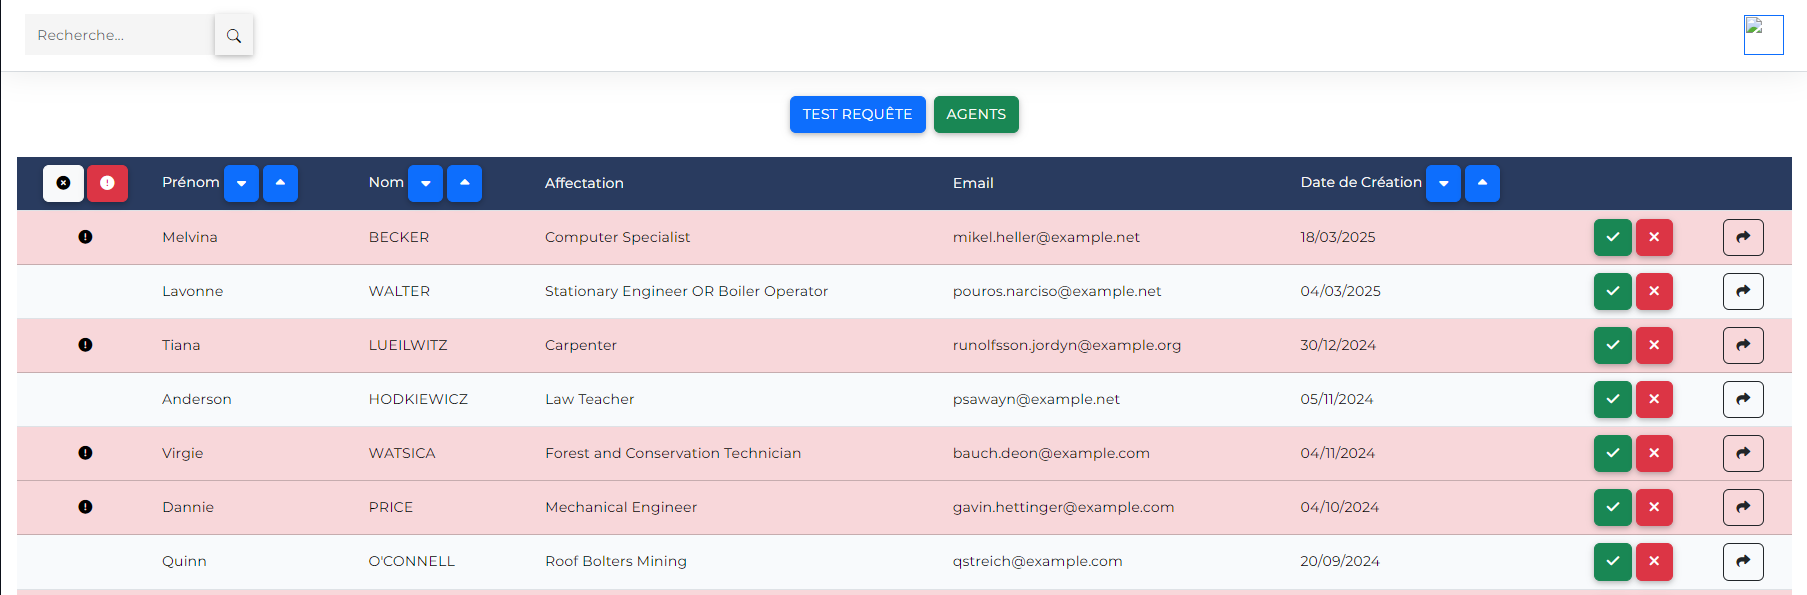 Recherche...
TEST REQUÊTE AGENTS
Prénom Nom Affectation Email Date de Création
Melvina BECKER Computer Specialist mikel.heller@example.net 18/03/2025
Lavonne WALTER Stationary Engineer OR Boiler Operator pouros.narciso@example.net 04/03/2025
Tiana LUEILWITZ Carpenter runolfsson.jordyn@example.org 30/12/2024
Anderson HODKIEWICZ Law Teacher psawayn@example.net 05/11/2024
Virgie WATSICA Forest and Conservation Technician bauch.deon@example.com 04/11/2024
Dannie PRICE Mechanical Engineer gavin.hettinger@example.com 04/10/2024
Quinn O'CONNELL Roof Bolters Mining qstreich@example.com 20/09/2024